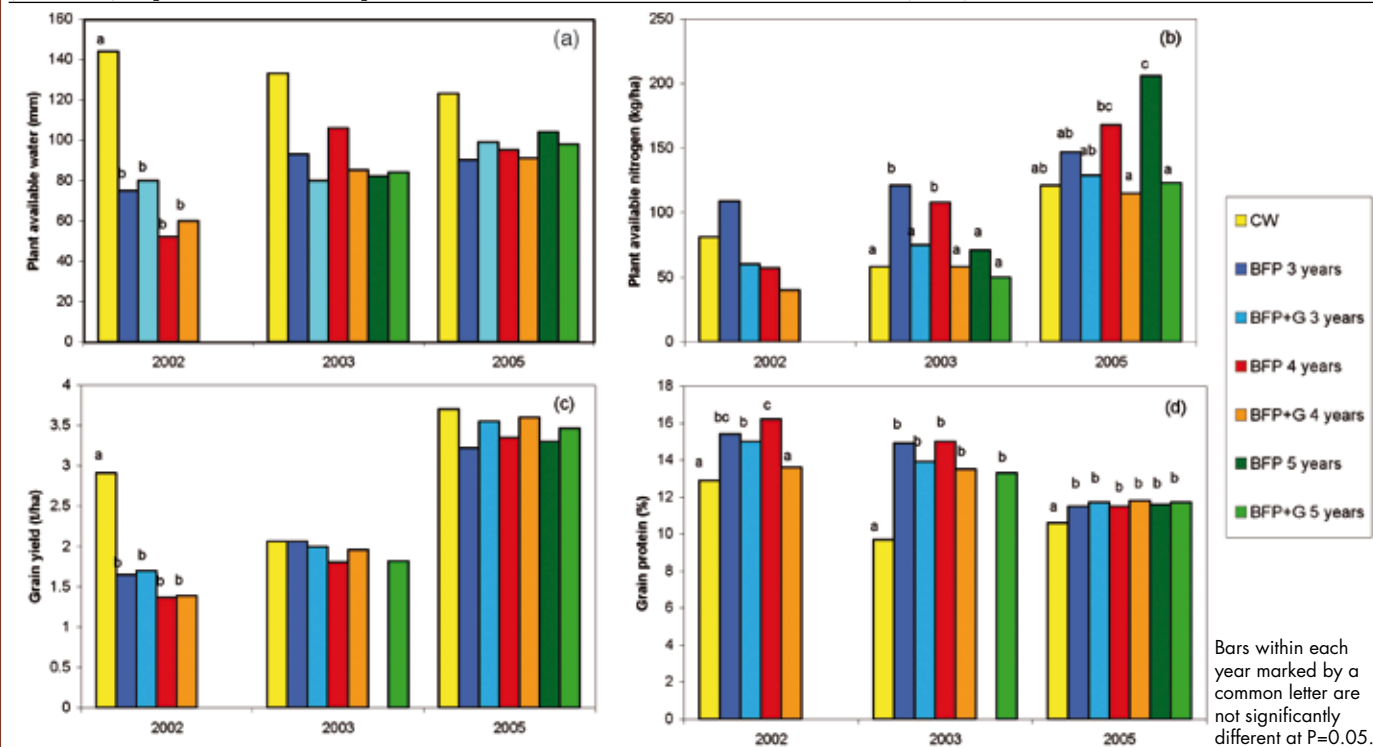 (a)
Plant available water (mm)
160
140
120
100
80
60
40
20
0
a
b
b
b
b
2002
2003
2005
(b)
Plant available nitrogen (kg/ha)
250
200
150
100
50
0
a
b
a
b
a
a
a
ab
ab
ab
bc
a
c
a
2002
2003
2005
(c)
Grain yield (t/ha)
4
3.5
3
2.5
2
1.5
1
0.5
0
a
b
b
b
b
2002
2003
2005
(d)
Grain protein (%)
18
16
14
12
10
8
6
4
2
0
a
bc
b
c
a
a
b
b
b
b
b
a
b
b
b
b
b
b
2002
2003
2005
CW
BFP 3 years
BFP+G 3 years
BFP 4 years
BFP+G 4 years
BFP 5 years
BFP+G 5 years
Bars within each
year marked by a
common letter are
not significantly
different at P=0.05.